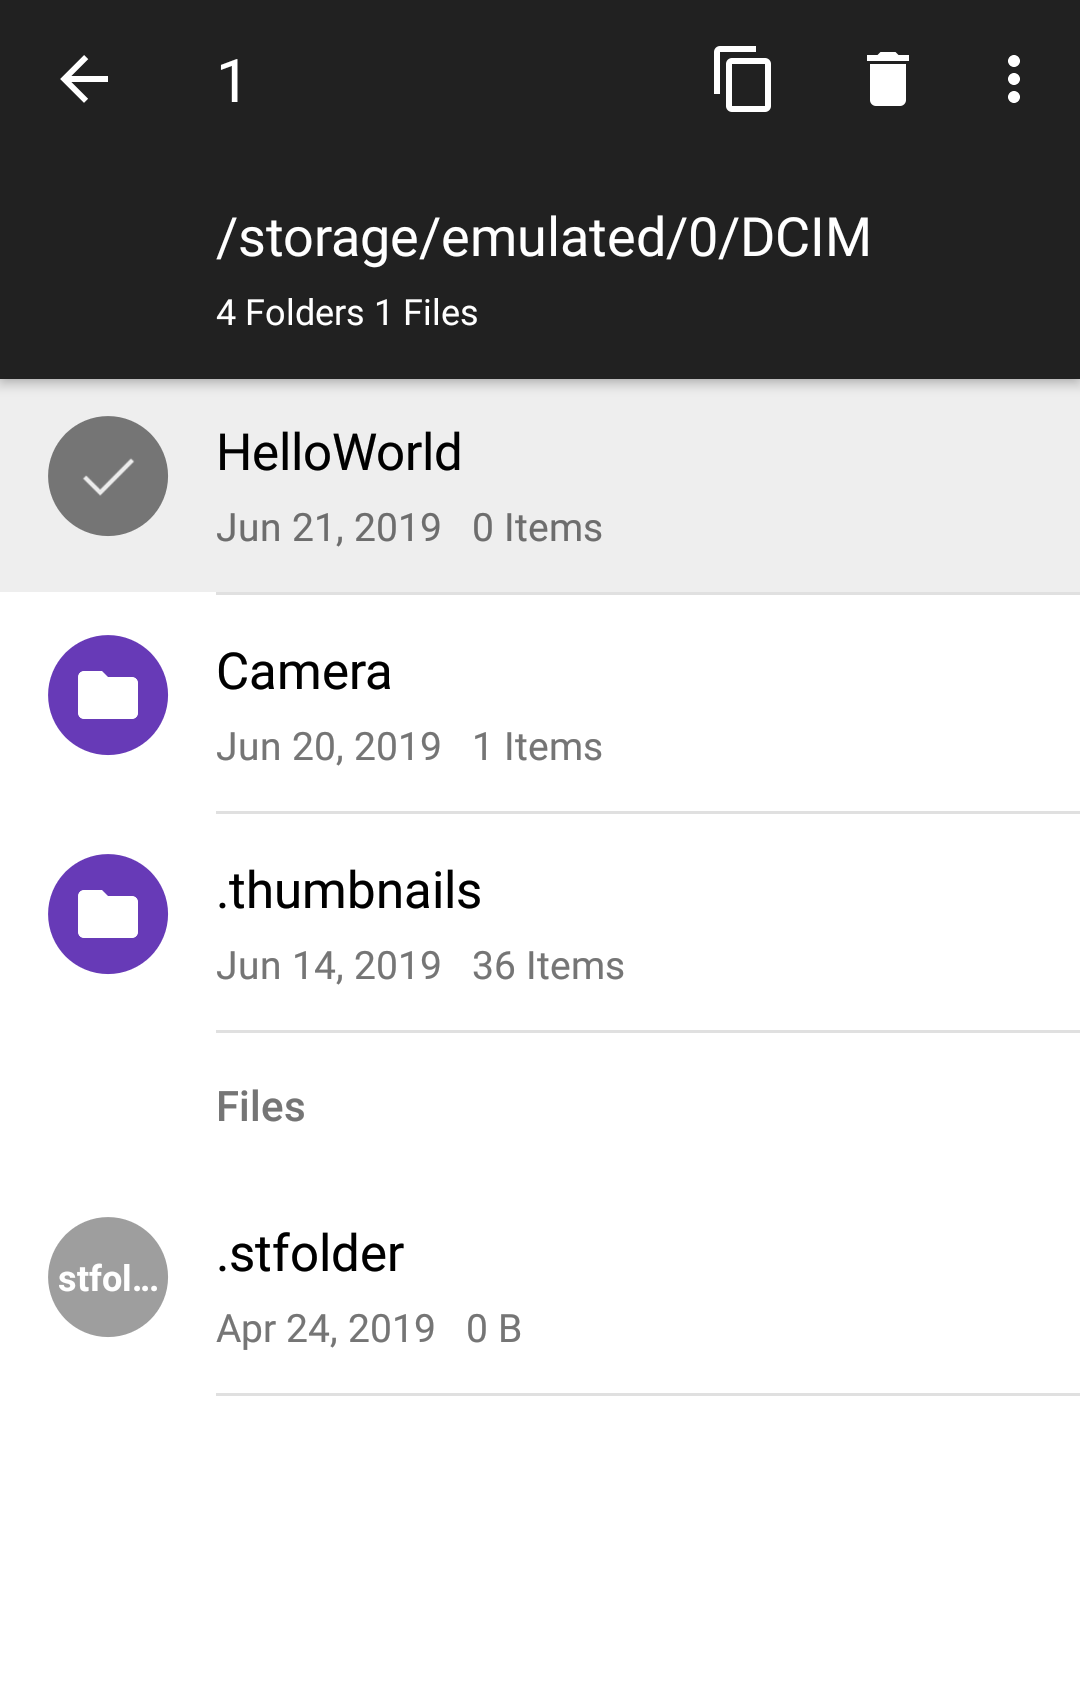 1
/storage/emulated/0/DCIM
4 Folders 1 Files
HelloWorld
Jun 21, 2019 0 Items
Camera
Jun 20, 2019 1 Items
.thumbnails
Jun 14, 2019 36 Items
Files
stfol...
.stfolder
Apr 24, 2019 0 B